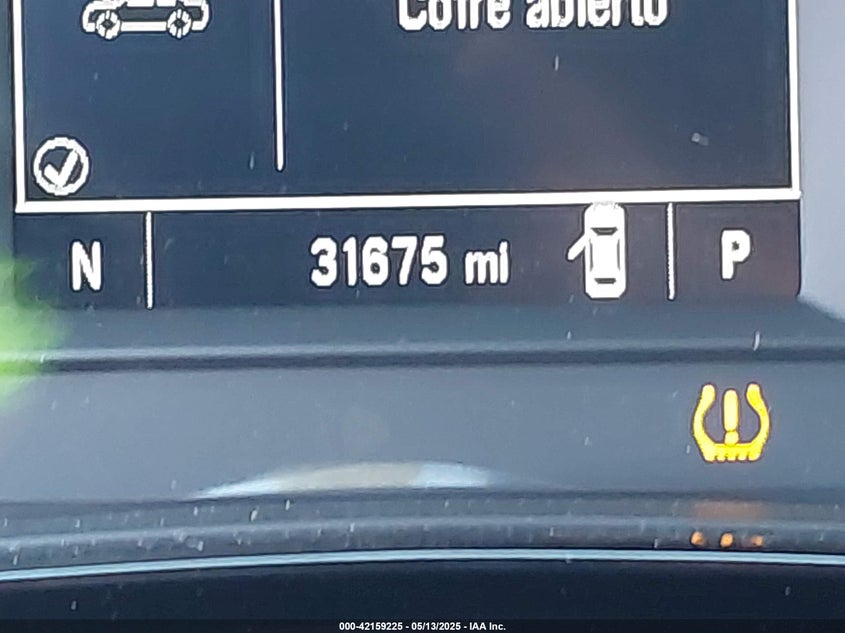 Cofre abierto
N 31675 mi P
000-42159225 - 05/13/2025 - IAA Inc.